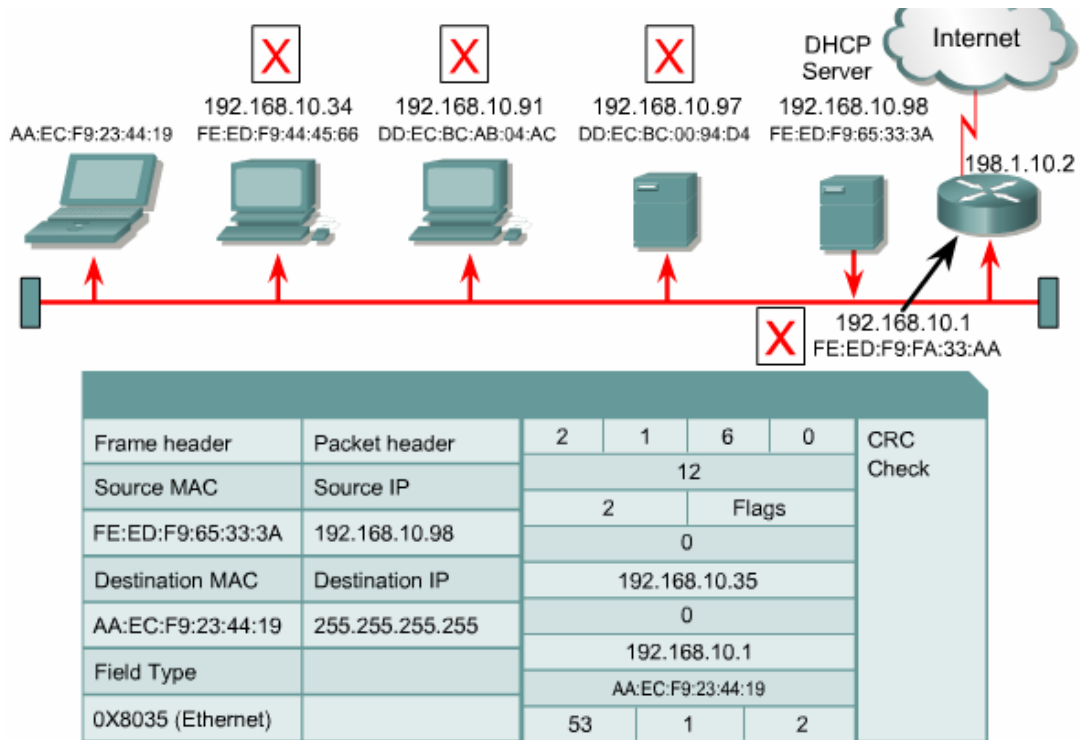 Internet
DHCP
Server
X
X
X
192.168.10.34
192.168.10.91
192.168.10.97
192.168.10.98
AA:EC:F9:23:44:19
FE:ED:F9:44:45:66
DD:EC:BC:AB:04:AC
DD:EC:BC:00:94:D4
FE:ED:F9:65:33:3A
198.1.10.2
X
192.168.10.1
FE:ED:F9:FA:33:AA
Frame header
Packet header
2 1 6 0
CRC
Check
12
Source MAC
Source IP
2 Flags
FE:ED:F9:65:33:3A
192.168.10.98
0
Destination MAC
Destination IP
192.168.10.35
0
AA:EC:F9:23:44:19
255.255.255.255
192.168.10.1
Field Type
AA:EC:F9:23:44:19
0X8035 (Ethernet)
53 1 2